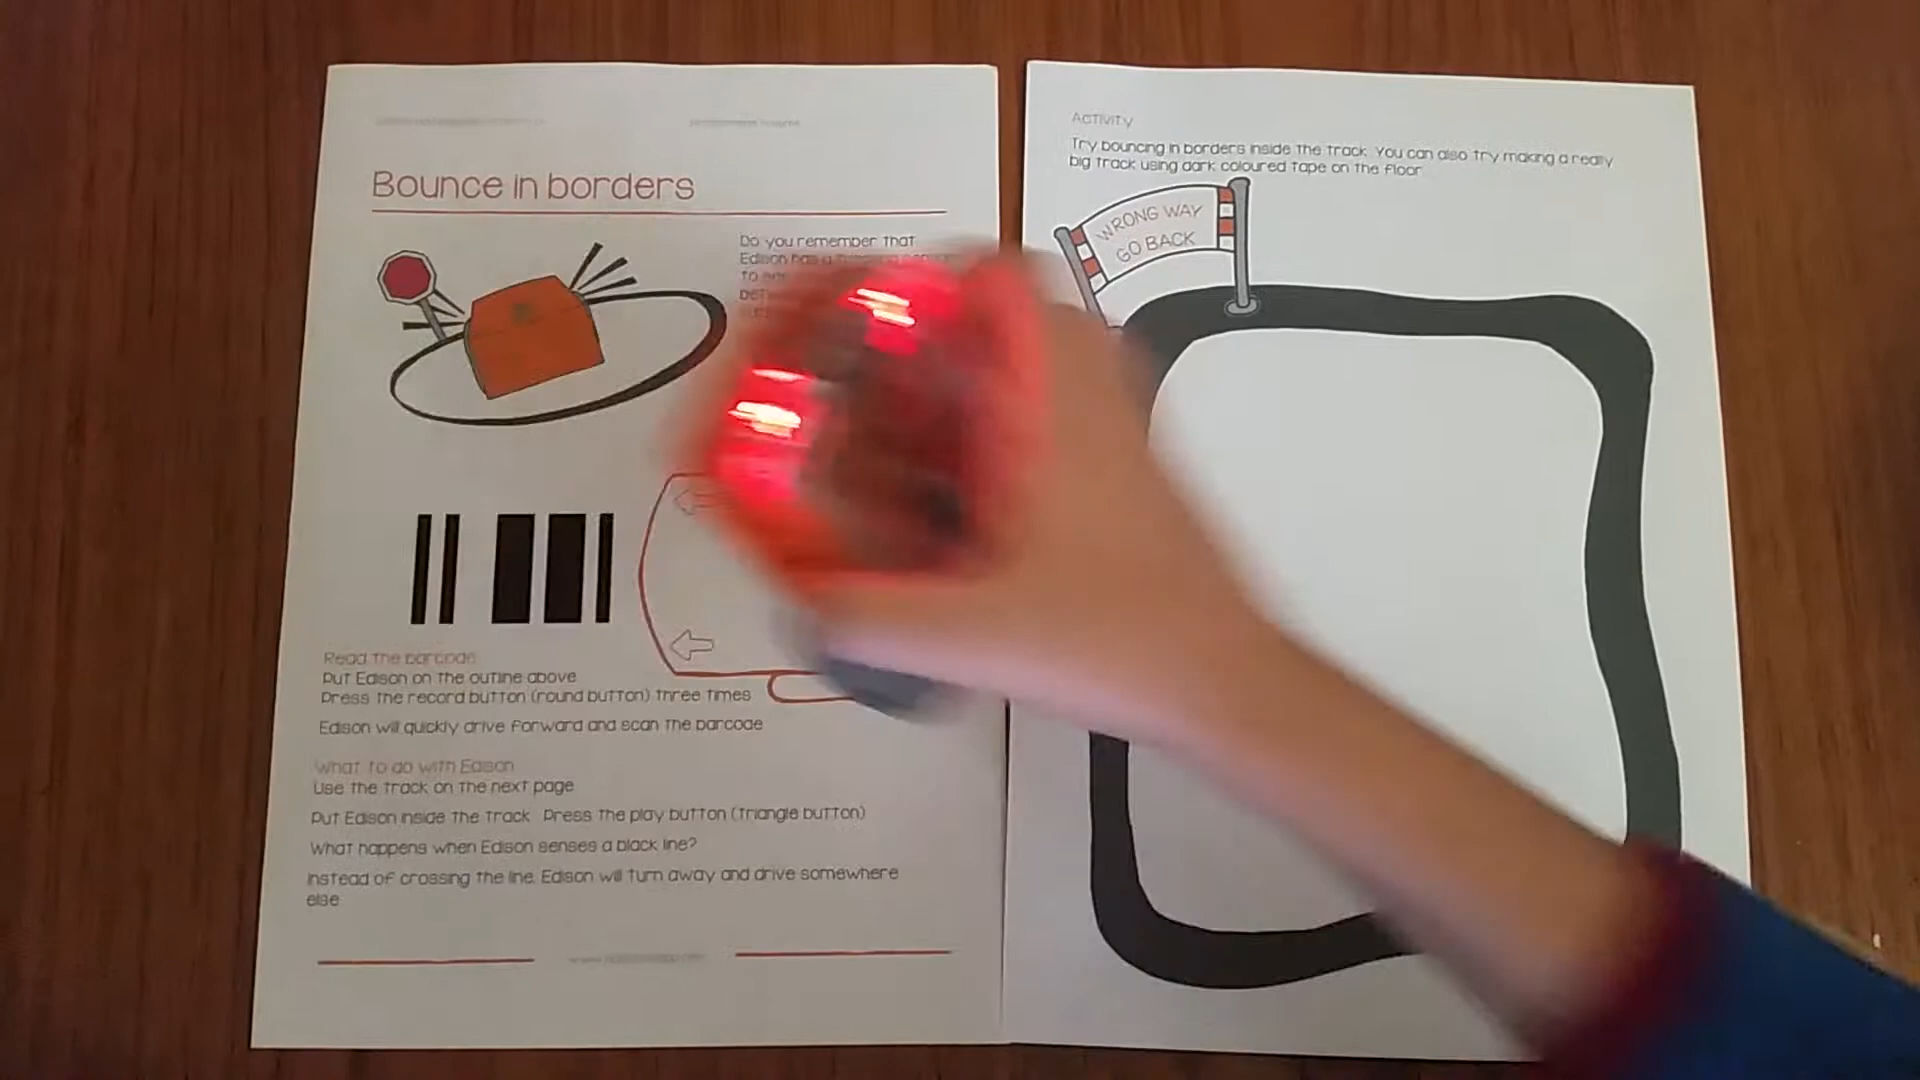 Bounce in borders
Do you remember that
Edison has a
Read the barcode
Put Edison on the outline above
Press the record button (round button) three times
Edison will quickly drive forward and scan the barcode
What to do with Edison
Use the track on the next page
Put Edison inside the track Press the play button (triangle button)
What happens when Edison senses a black line?
Instead of crossing the line, Edison will turn away and drive somewhere
else
Activity
Try bouncing in borders inside the track. You can also try making a really
big track using dark coloured tape on the floor
WRONG WAY
GO BACK